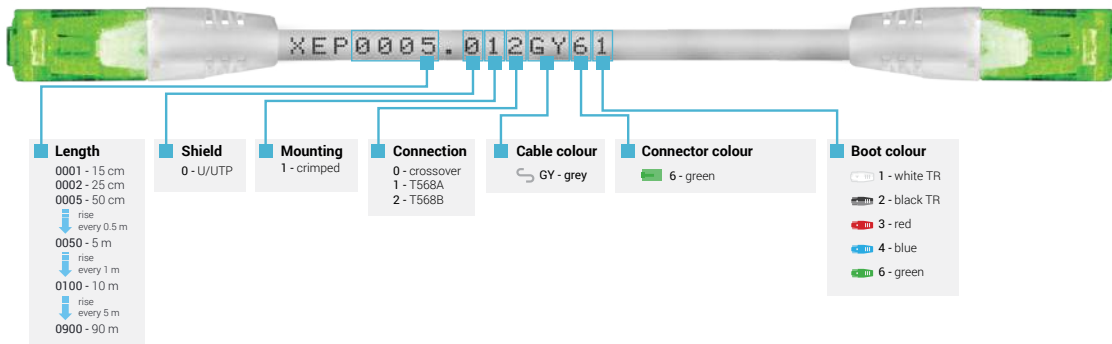 XEP0005.012GY61
Length
0001 - 15 cm
0002 - 25 cm
0005 - 50 cm
rise
every 0.5 m
0050 - 5 m
rise
every 1 m
0100 - 10 m
rise
every 5 m
0900 - 90 m
Shield
0 - U/UTP
Mounting
1 - crimped
Connection
0 - crossover
1 - T568A
2 - T568B
Cable colour
GY - grey
Connector colour
6 - green
Boot colour
1 - white TR
2 - black TR
3 - red
4 - blue
6 - green